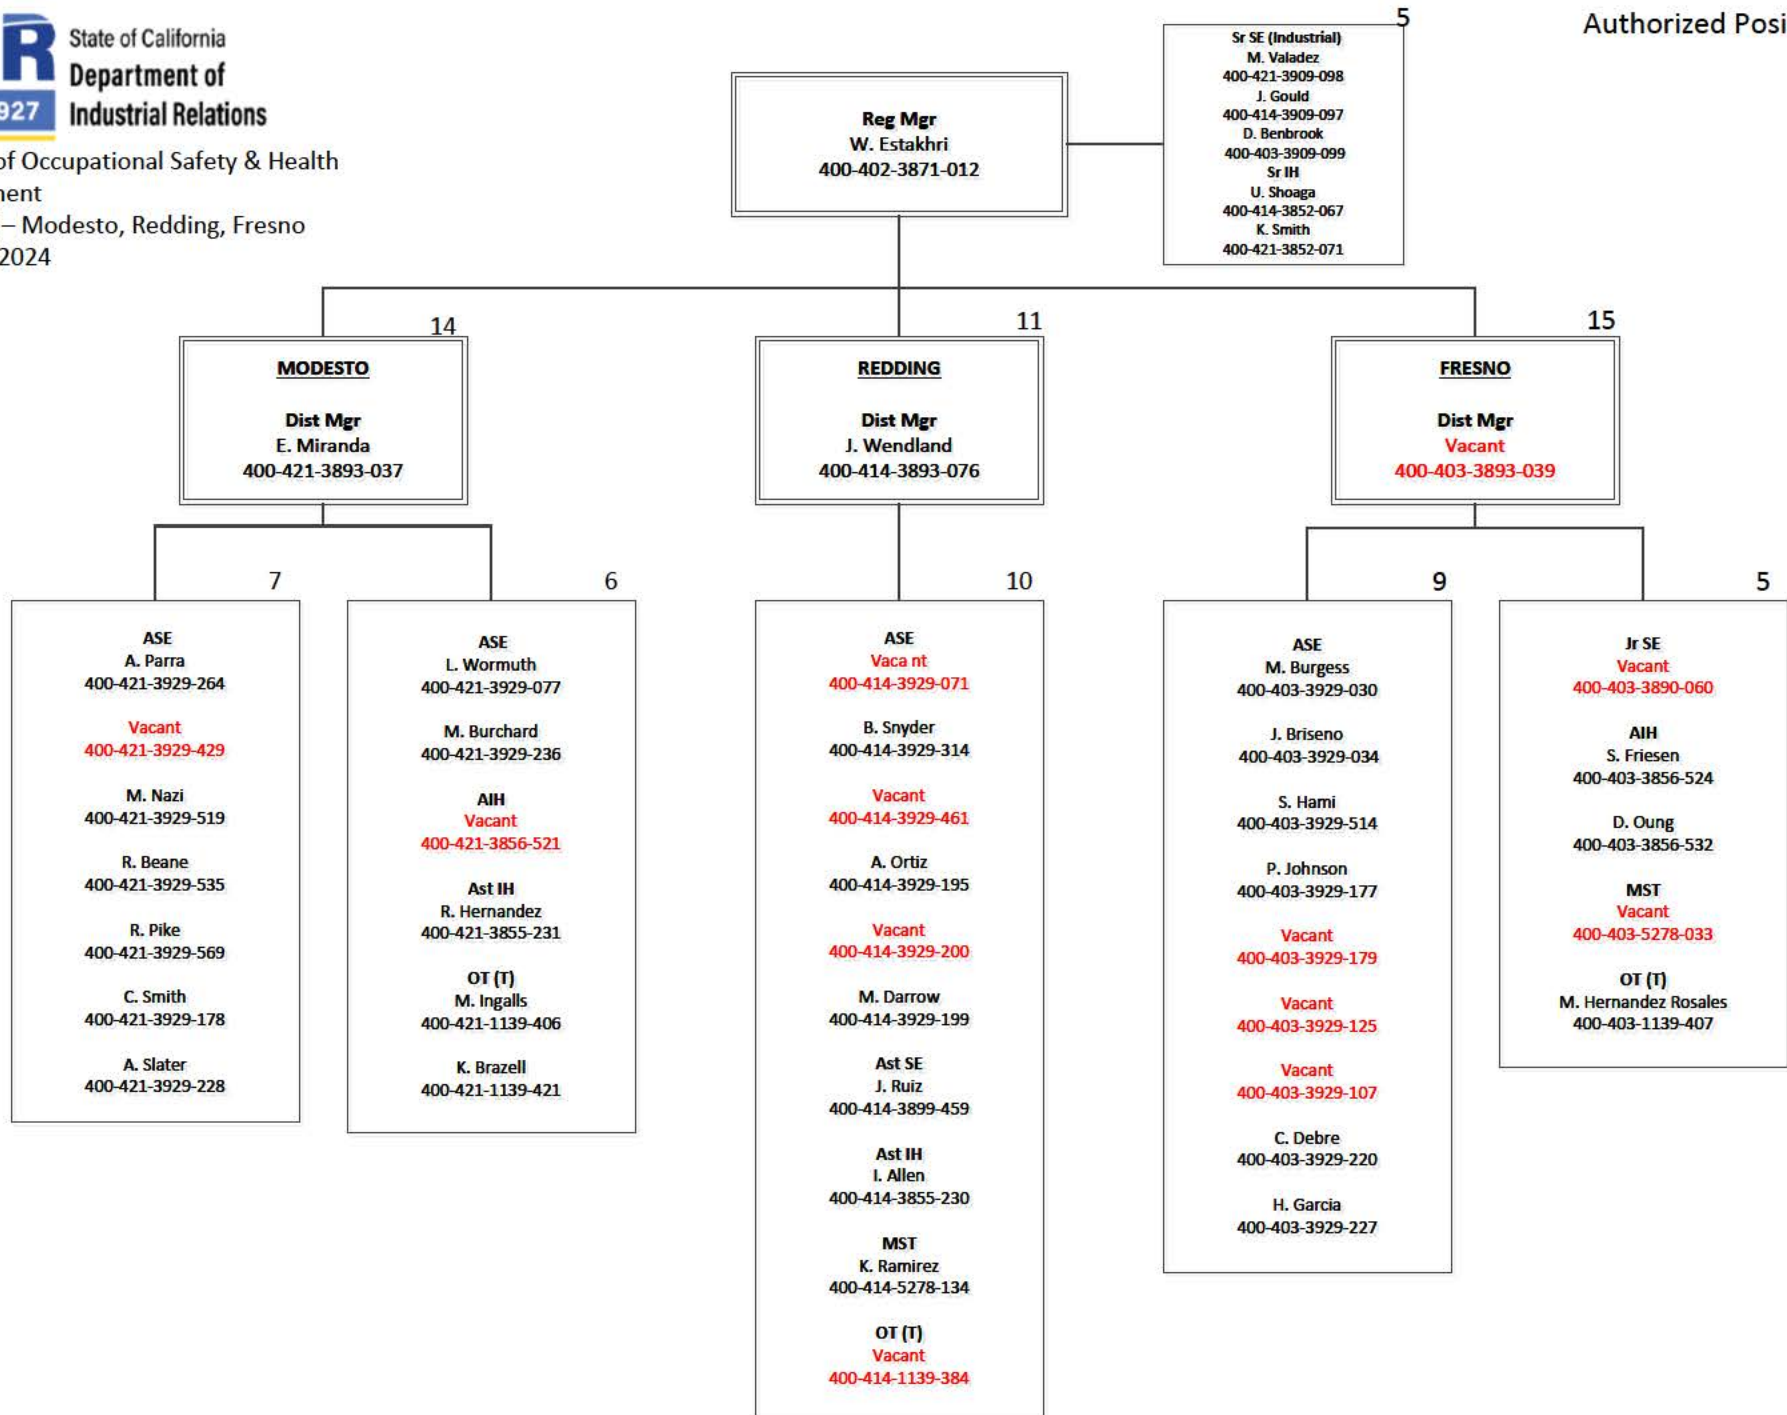 R
927
State of California
Department of
Industrial Relations
of Occupational Safety & Health
– Modesto, Redding, Fresno
2024
Authorized
5
Sr SE (Industrial)
M. Valadez
400-421-3909-098
J. Gould
400-414-3909-097
D. Benbrook
400-403-3909-099
Sr IH
U. Shoaga
400-414-3852-067
K. Smith
400-421-3852-071
Reg Mgr
W. Estakhri
400-402-3871-012
14
MODESTO
Dist Mgr
E. Miranda
400-421-3893-037
11
REDDING
Dist Mgr
J. Wendland
400-414-3893-076
15
FRESNO
Dist Mgr
Vacant
400-403-3893-039
7
ASE
A. Parra
400-421-3929-264
Vacant
400-421-3929-429
M. Nazi
400-421-3929-519
R. Beane
400-421-3929-535
R. Pike
400-421-3929-569
C. Smith
400-421-3929-178
A. Slater
400-421-3929-228
6
ASE
L. Wormuth
400-421-3929-077
M. Burchard
400-421-3929-236
AIH
Vacant
400-421-3856-521
Ast IH
R. Hernandez
400-421-3855-231
OT (T)
M. Ingalls
400-421-1139-406
K. Brazell
400-421-1139-421
10
ASE
Vaca nt
400-414-3929-071
B. Snyder
400-414-3929-314
Vacant
400-414-3929-461
A. Ortiz
400-414-3929-195
Vacant
400-414-3929-200
M. Darrow
400-414-3929-199
Ast SE
J. Ruiz
400-414-3899-459
Ast IH
I. Allen
400-414-3855-230
MST
K. Ramirez
400-414-5278-134
OT (T)
Vacant
400-414-1139-384
9
ASE
M. Burgess
400-403-3929-030
J. Briseno
400-403-3929-034
S. Hami
400-403-3929-514
P. Johnson
400-403-3929-177
Vacant
400-403-3929-179
Vacant
400-403-3929-125
Vacant
400-403-3929-107
C. Debre
400-403-3929-220
H. Garcia
400-403-3929-227
5
Jr SE
Vacant
400-403-3890-060
AIH
S. Friesen
400-403-3856-524
D. Oung
400-403-3856-532
MST
Vacant
400-403-5278-033
OT (T)
M. Hernandez Rosales
400-403-1139-407